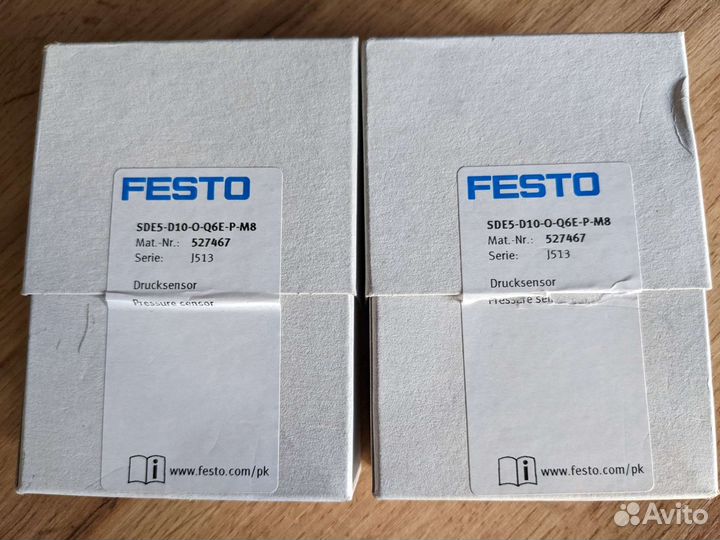 FESTO
SDE5-D10-O-Q6E-P-M8
Mat.-Nr.: 527467
Serie: J513
Drucksensor
Pressure sensor
www.festo.com/pk
FESTO
SDE5-D10-O-Q6E-P-M8
Mat.-Nr.: 527467
Serie: J513
Drucksensor
Pressure
www.festo.com/pk
Avito